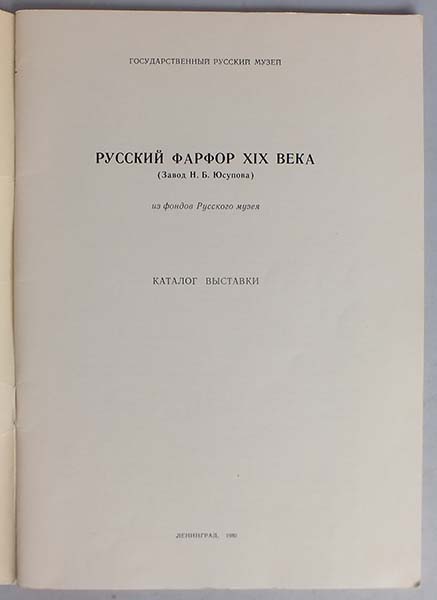 ГОСУДАРСТВЕННЫЙ РУССКИЙ МУЗЕЙ
РУССКИЙ ФАРФОР XIX ВЕКА
(Завод Н. Б. Юсупова)
из фондов Русского музея
КАТАЛОГ ВЫСТАВКИ
ЛЕНИНГРАД, 1980